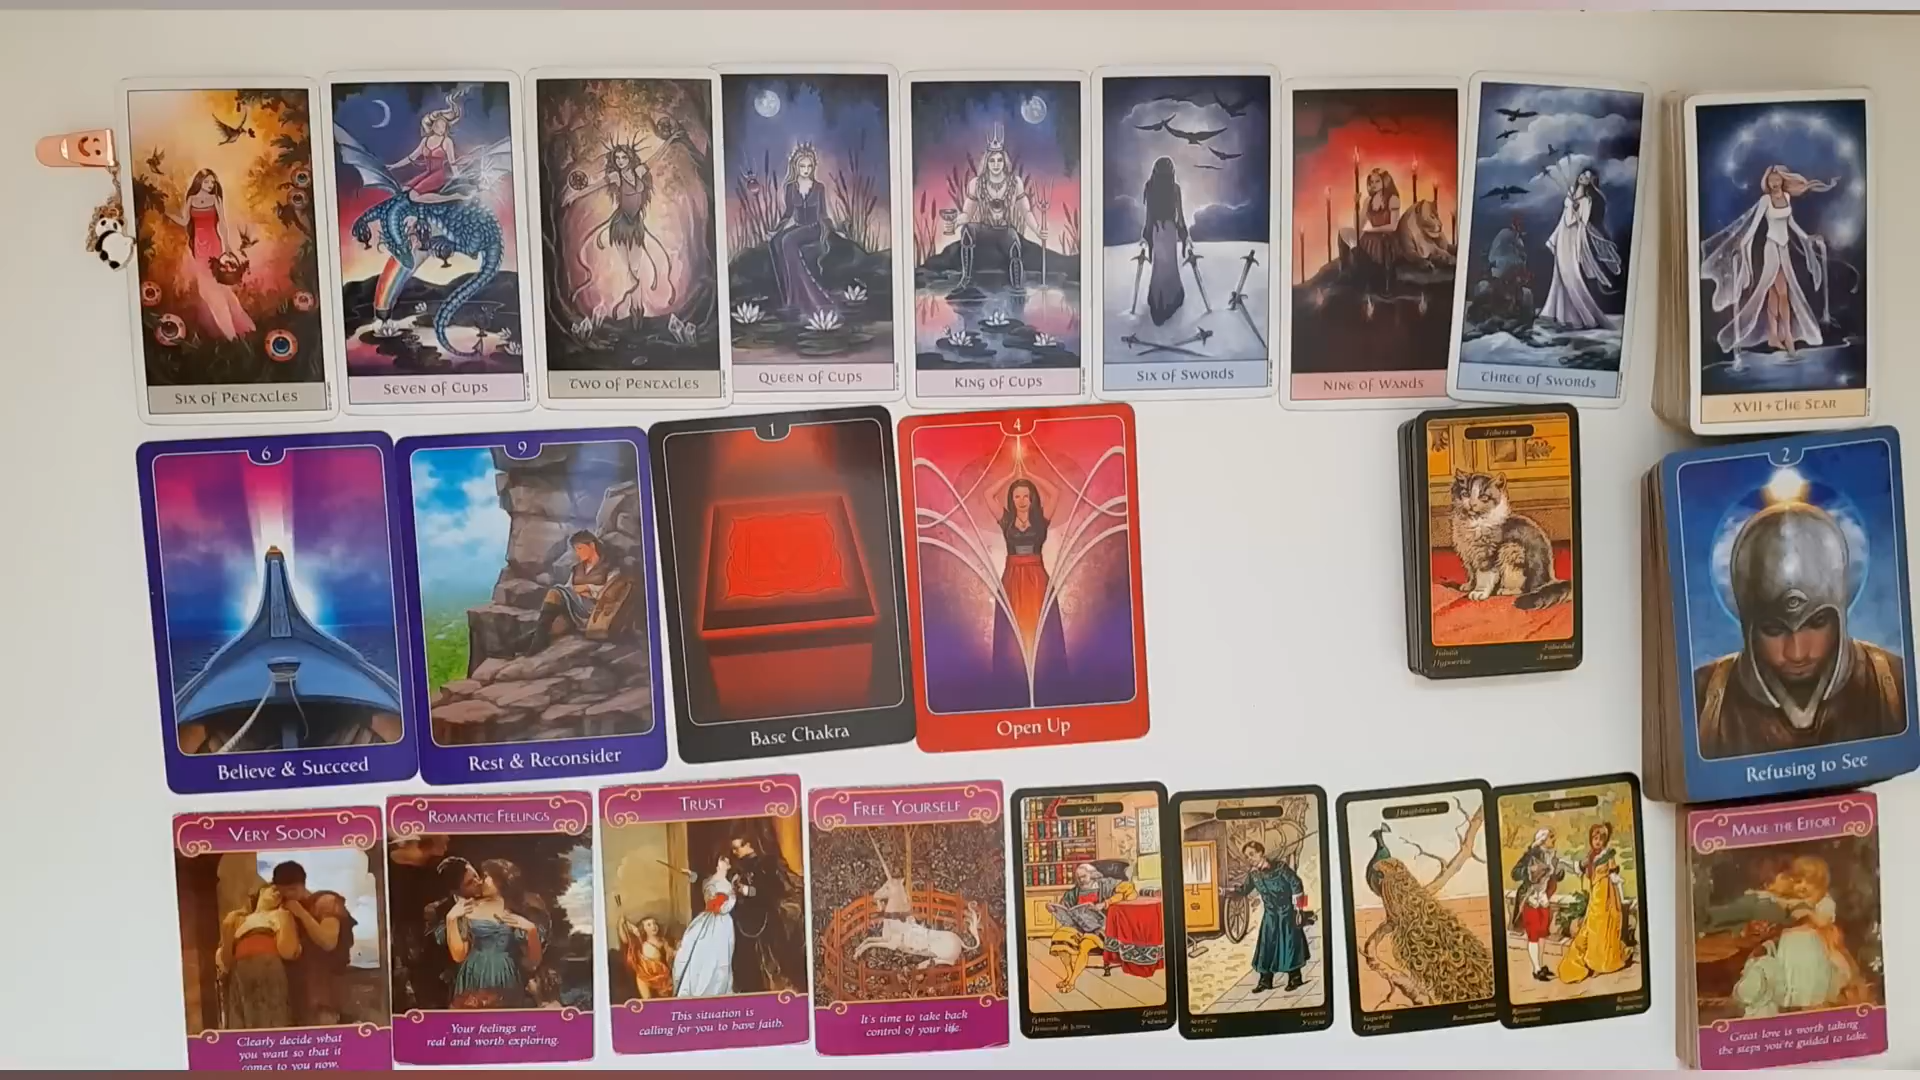 SIX OF PENTACLES
SEVEN OF CUPS
TWO OF PENTACLES
QUEEN OF CUPS
KING OF CUPS
SIX OF SWORDS
NINE OF WANDS
THREE OF SWORDS
XVII + THE STAR
6
Believe & Succeed
9
Rest & Reconsider
1
Base Chakra
4
Open Up
2
Refusing to See
VERY SOON
Clearly decide what
you want so that it
comes to you now.
ROMANTIC FEELINGS
Your feelings are
real and worth exploring.
TRUST
This situation is
calling for you to have faith.
FREE YOURSELF
It's time to take back
control of your life.
MAKE THE EFFORT
Great love is worth taking
the steps you're guided to take.